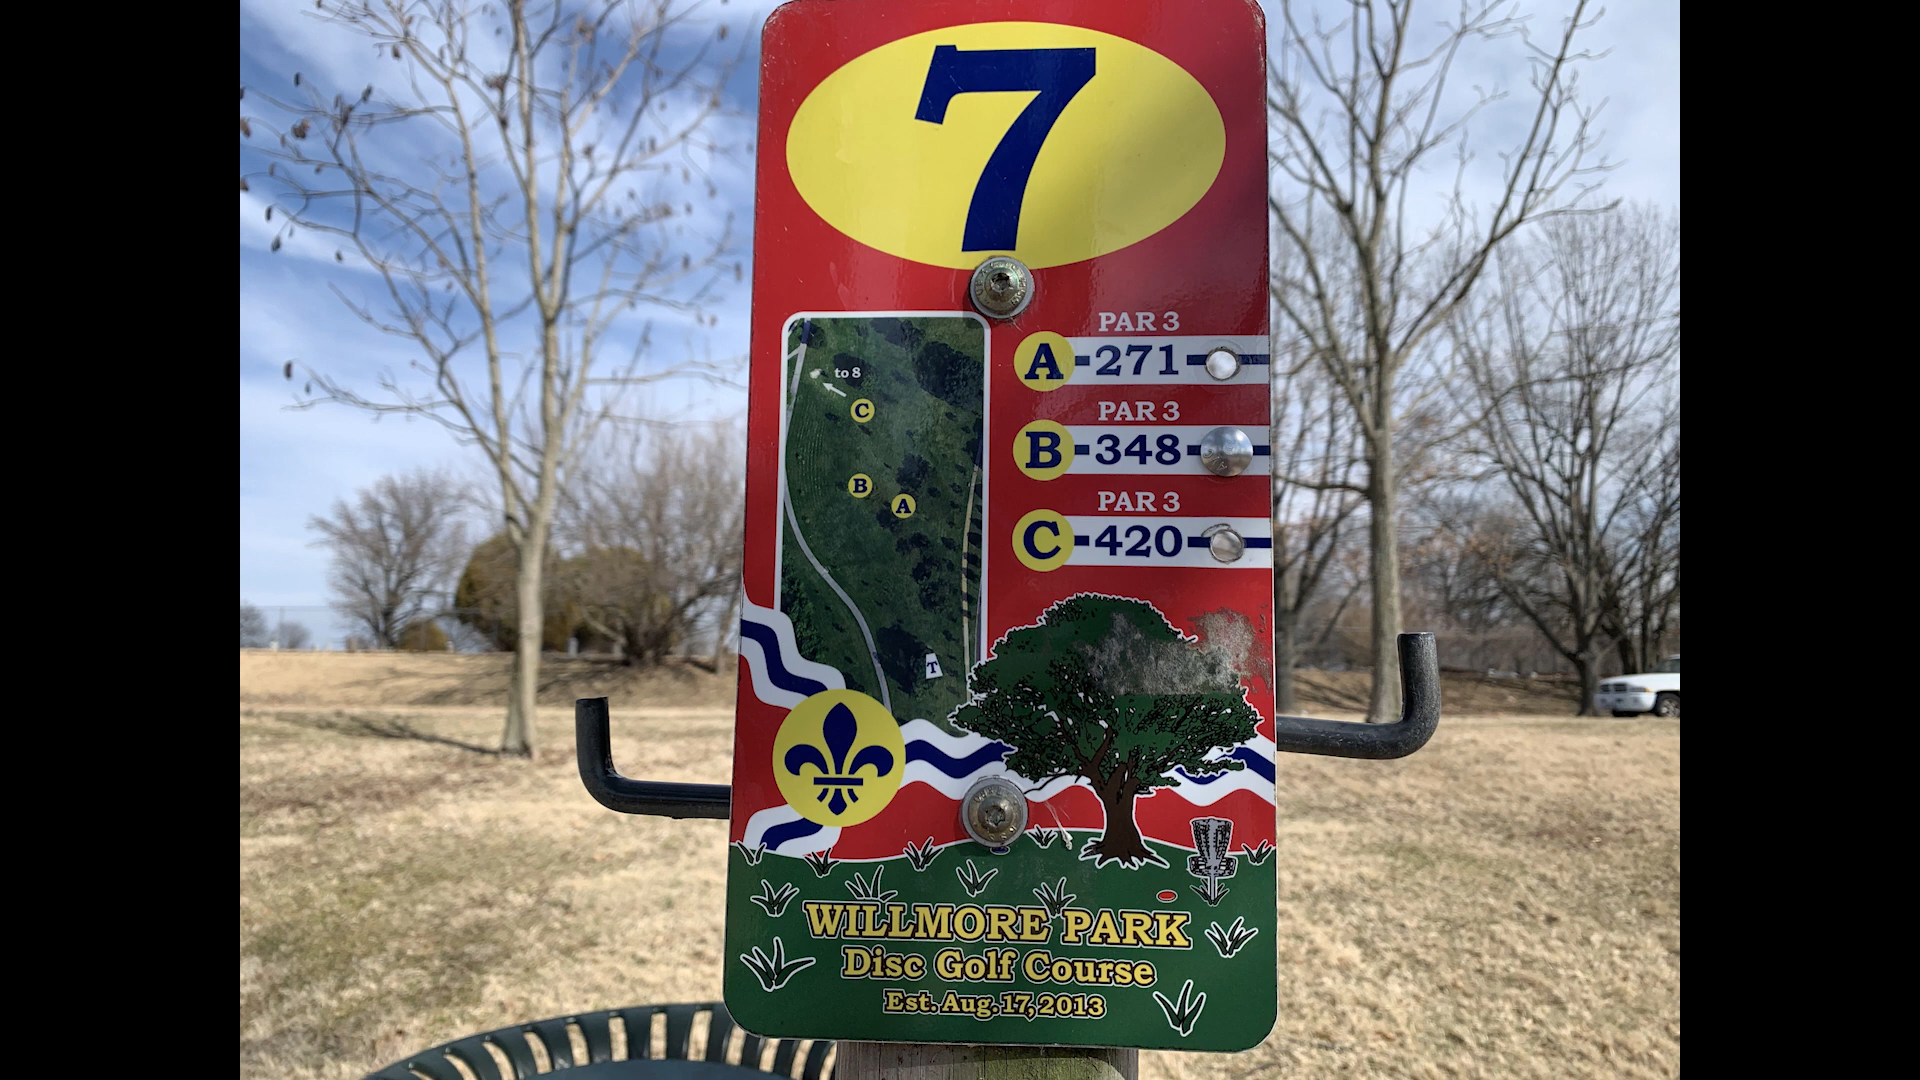 7
PAR 3
A-271
PAR 3
B-348
PAR 3
C-420
to 8
C
B
A
T
WILLMORE PARK
Disc Golf Course
Est. Aug. 17, 2013